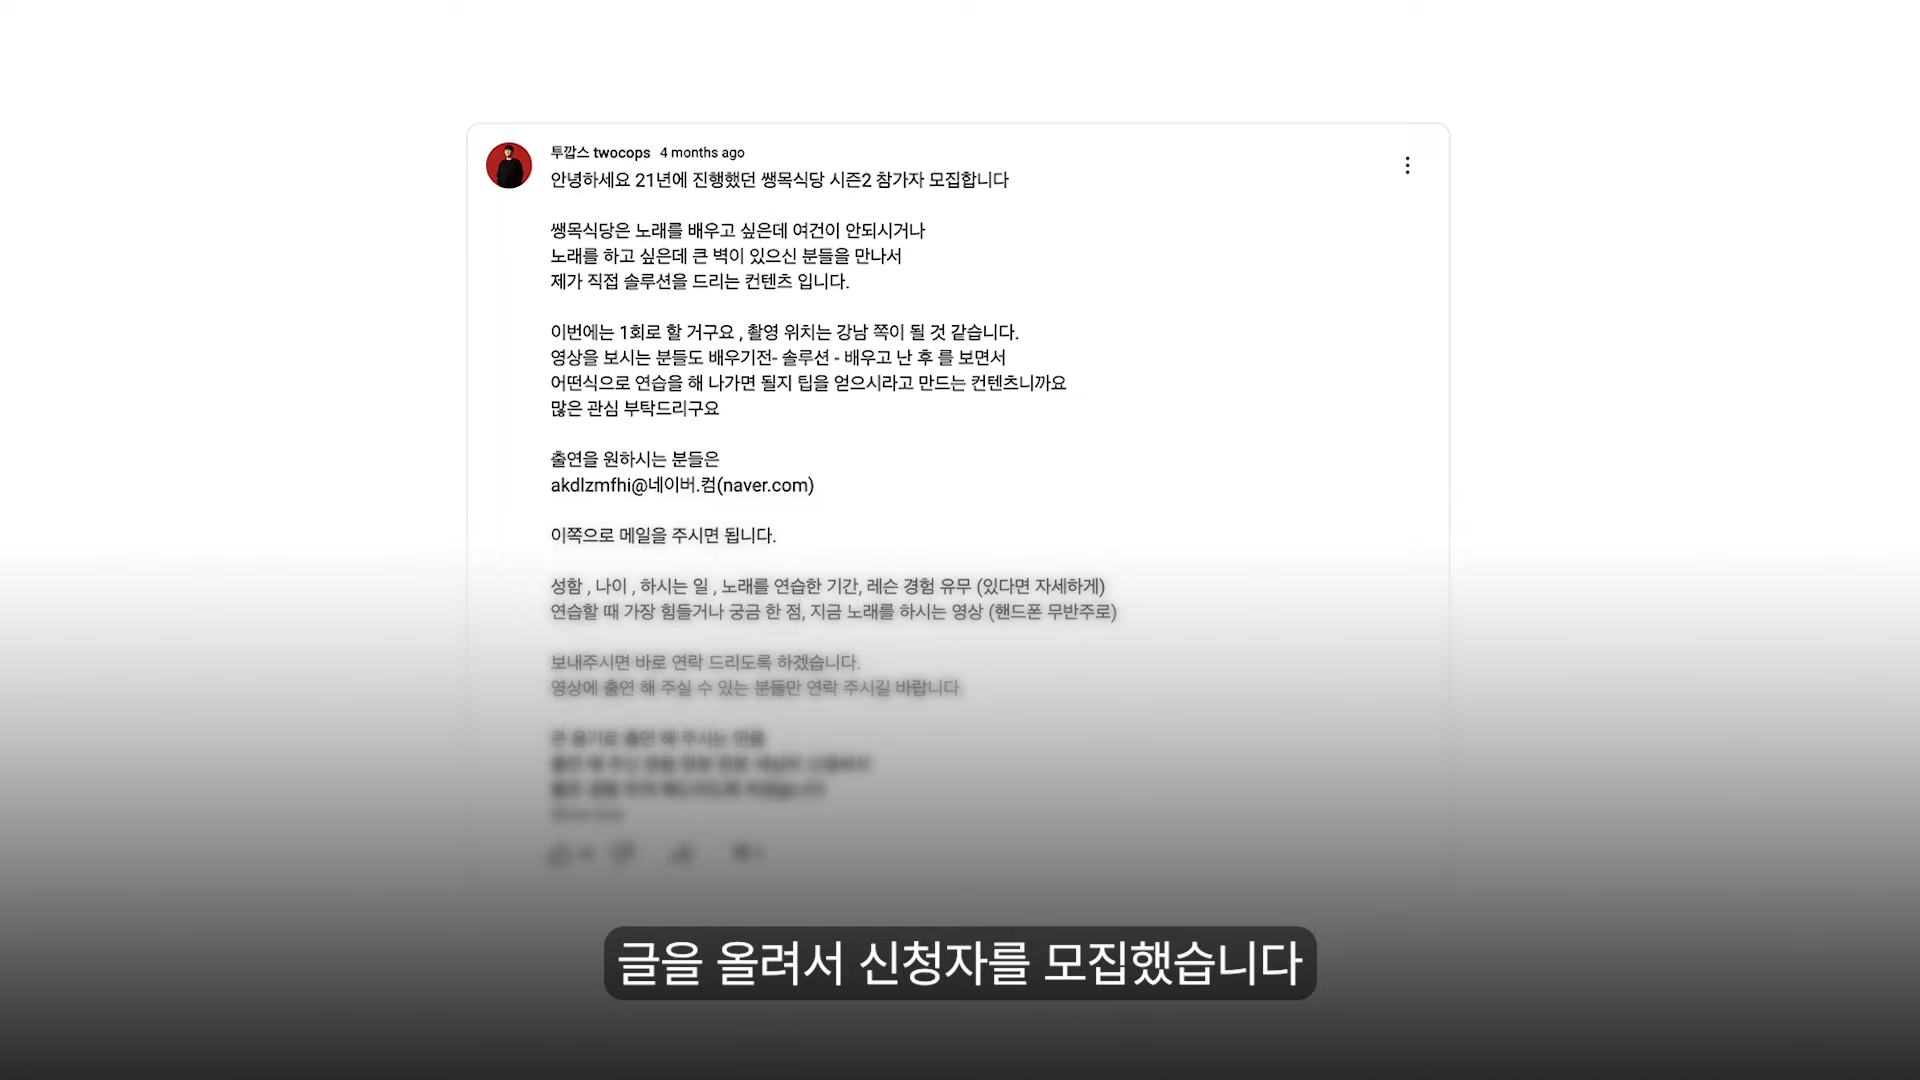 투깝스 twocops 4 months ago
안녕하세요 21년에 진행했던 쌩목식당 시즌2 참가자 모집합니다
쌩목식당은 노래를 배우고 싶은데 여건이 안되시거나
노래를 하고 싶은데 큰 벽이 있으신 분들을 만나서
제가 직접 솔루션을 드리는 컨텐츠 입니다.
이번에는 1회로 할 거구요 , 촬영 위치는 강남 쪽이 될 것 같습니다.
영상을 보시는 분들도 배우기전- 솔루션 - 배우고 난 후 를 보면서
어떤식으로 연습을 해 나가면 될지 팁을 얻으시라고 만드는 컨텐츠니까요
많은 관심 부탁드리구요
출연을 원하시는 분들은
akdlzmfhi@네이버.컴(naver.com)
이쪽으로 메일을 주시면 됩니다.
성함 , 나이 , 하시는 일 , 노래를 연습한 기간, 레슨 경험 유무 (있다면 자세하게)
연습할 때 가장 힘들거나 궁금 한 점, 지금 노래를 하시는 영상 (핸드폰 무반주로)
보내주시면 바로 연락 드리도록 하겠습니다.
영상에 출연 해 주실 수 있는 분들만 연락 주시길 바랍니다
큰 용기로 출연 해 주시는 만큼
글을 올려서 신청자를 모집했습니다